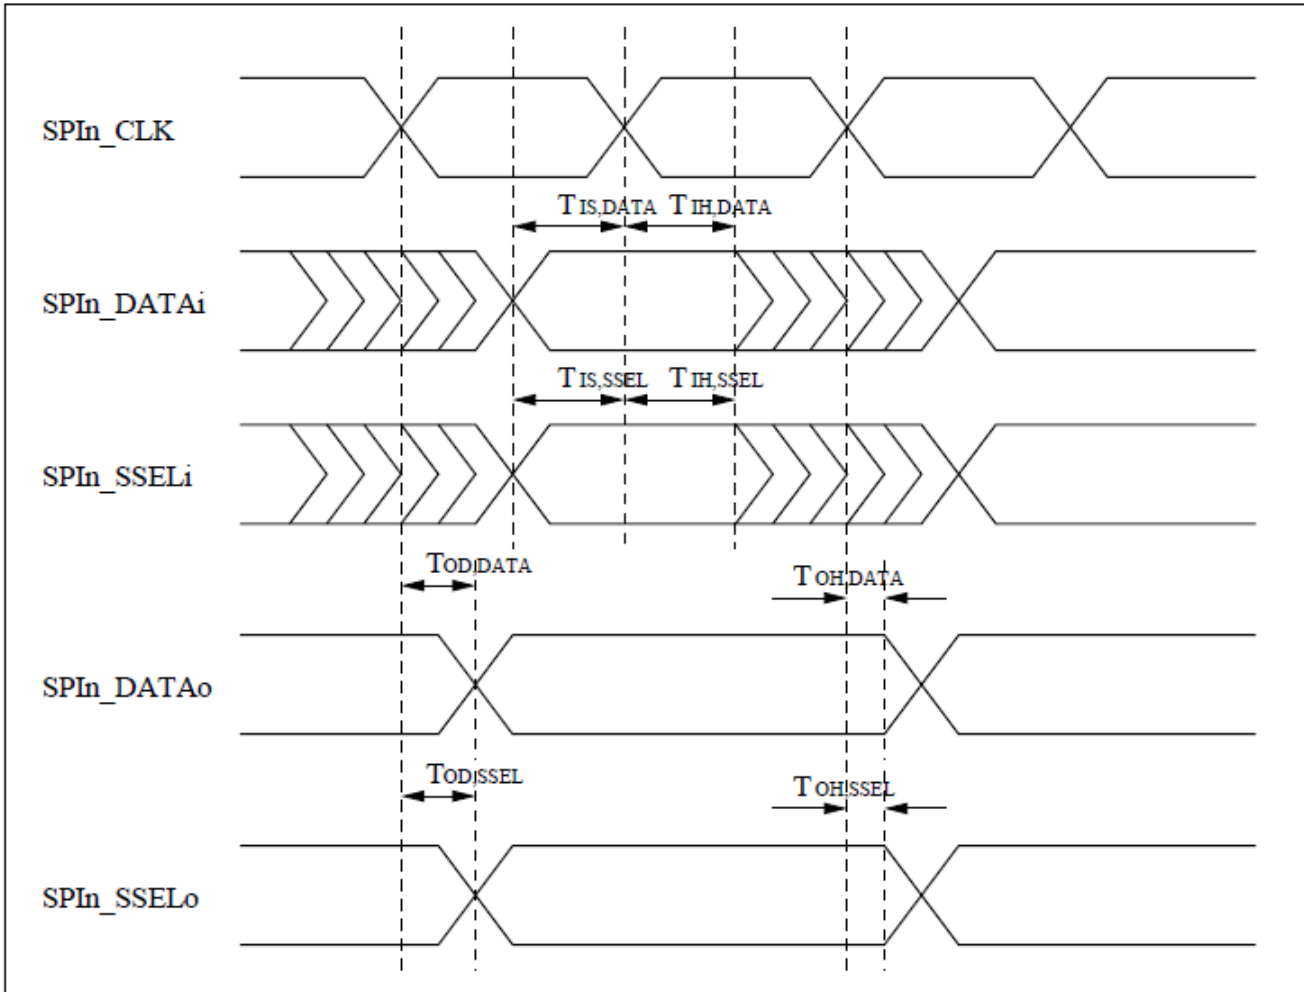 SPIn_CLK
TIS,DATA TIH,DATA
SPIn_DATAi
TIS,SSEL TIH,SSEL
SPIn_SSELi
TOD,DATA TOH,DATA
SPIn_DATAo
TOD,SSEL TOH,SSEL
SPIn_SSELo